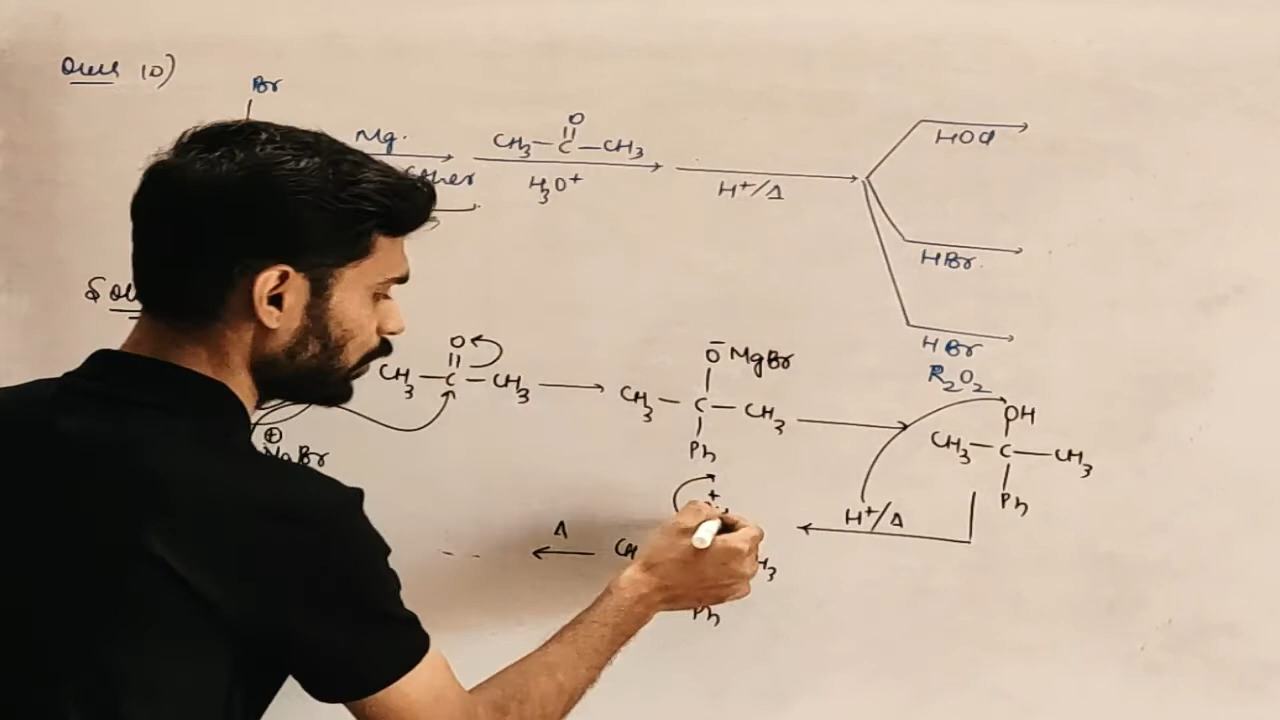 Ques 10)
Br
Mg.
Ether
O
CH3 — C — CH3
H3O+
H+/Δ
HOCl
HBr.
HBr
R2O2
O
CH3 — C — CH3
⊕
MgBr
Ō MgBr
CH3 — C — CH3
Ph
OH
CH3 — C — CH3
Ph
H+/Δ
+
Δ
Ph